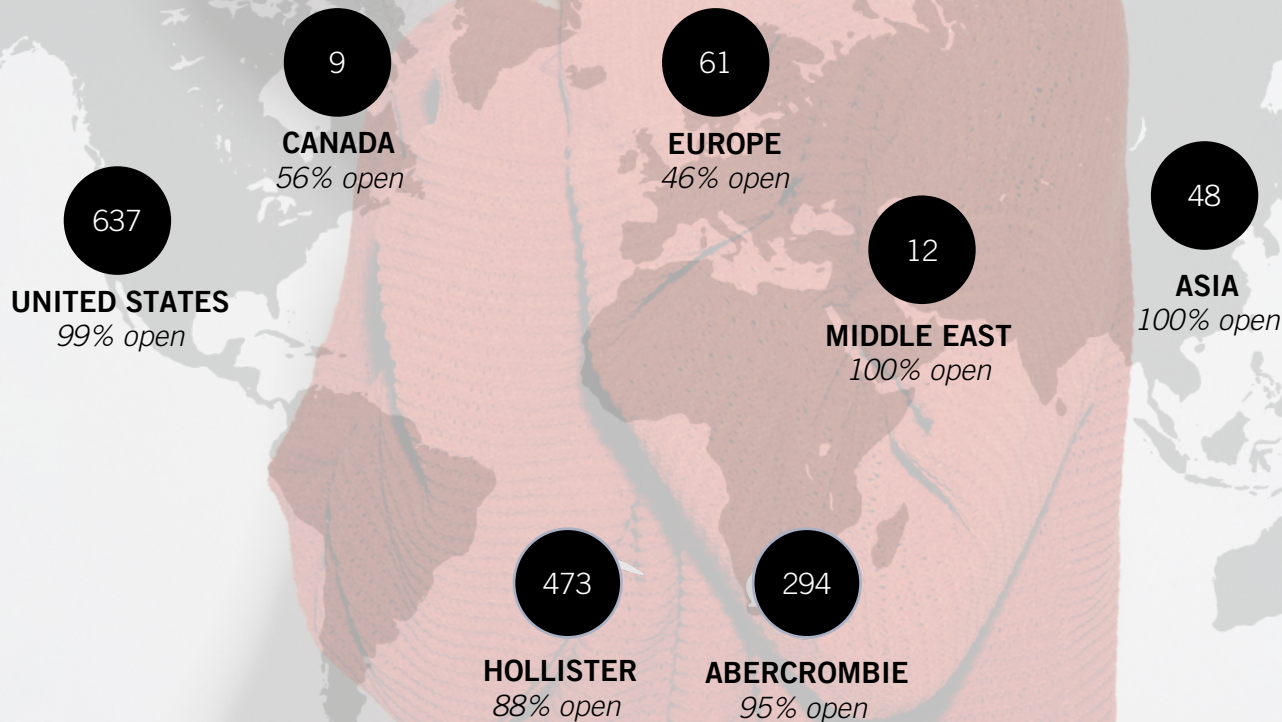 9
CANADA
56% open
61
EUROPE
46% open
637
UNITED STATES
99% open
12
MIDDLE EAST
100% open
48
ASIA
100% open
473
HOLLISTER
88% open
294
ABERCROMBIE
95% open